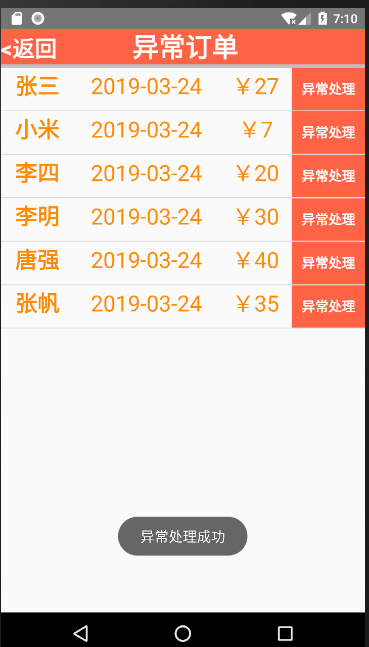 7:10
<返回 异常订单
张三 2019-03-24 ￥27 异常处理
小米 2019-03-24 ￥7 异常处理
李四 2019-03-24 ￥20 异常处理
李明 2019-03-24 ￥30 异常处理
唐强 2019-03-24 ￥40 异常处理
张帆 2019-03-24 ￥35 异常处理
异常处理成功